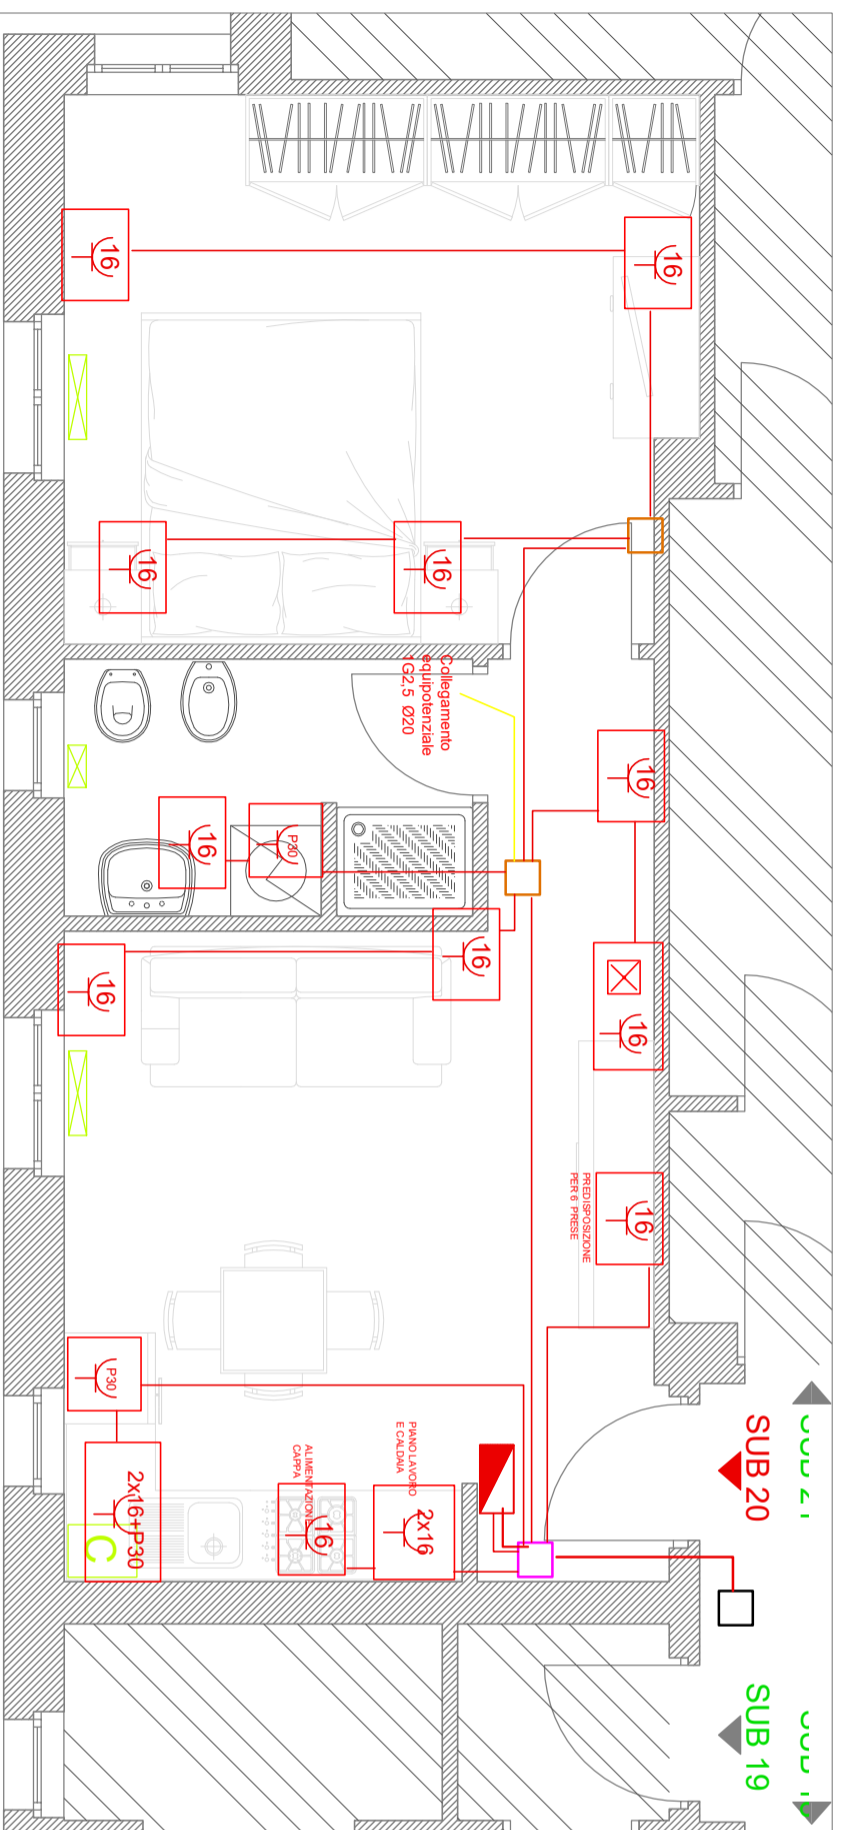 16
16
16
16
Collegamento
equipotenziale
1G2,5 Ø20
16
16
P30
16
16
16
16
PREDISPOSIZIONE
PER 6 PRESE
P30
2x16+P30
C
ALIMENTAZIONE
CAPPA
16
PIANO LAVORO
E CALDAIA
2x16
SUB 20
SUB 19